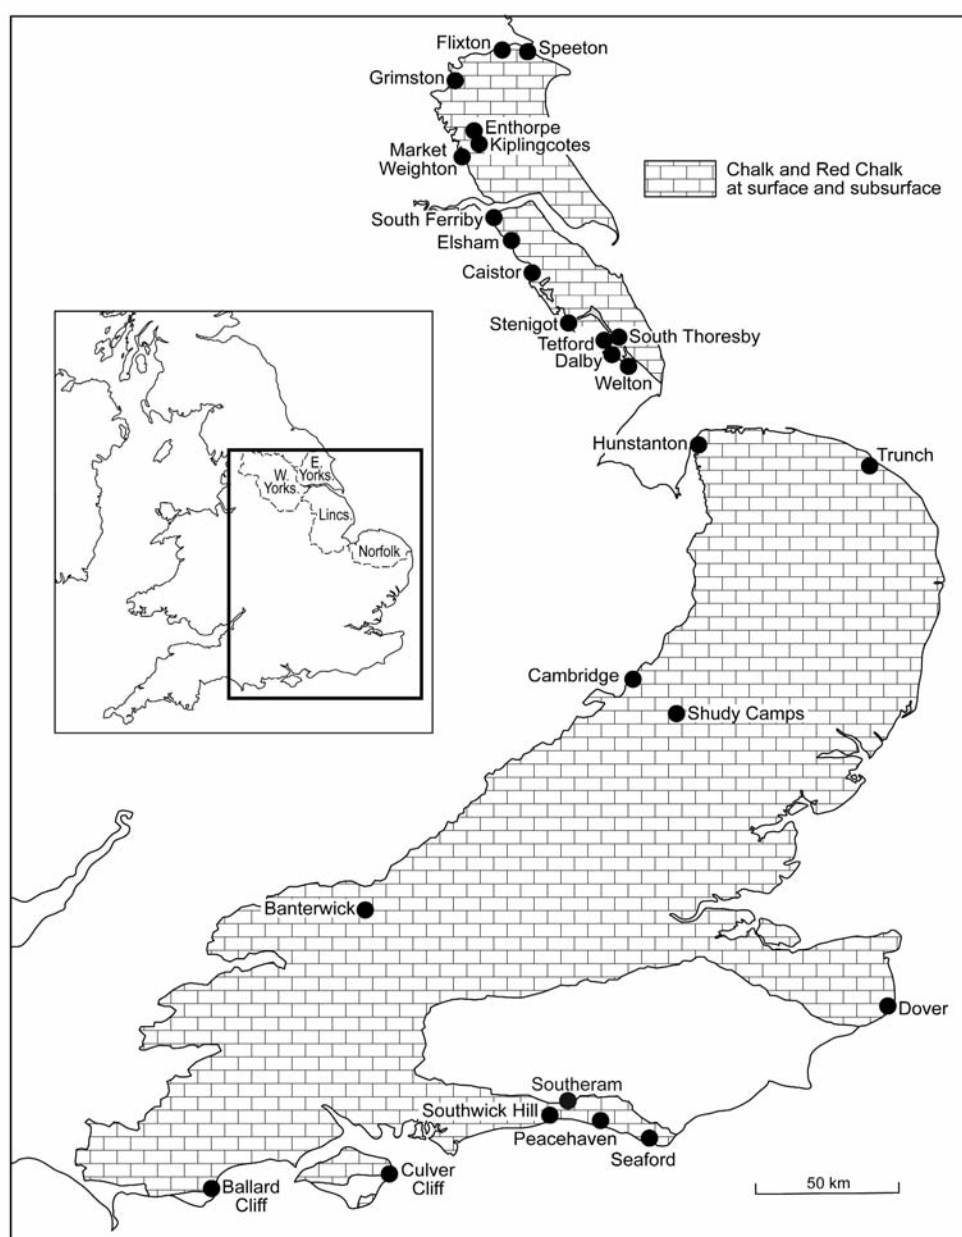 Flixton
Speeton
Grimston
Enthorpe
Kiplingcotes
Market
Weighton
Chalk and Red Chalk
at surface and subsurface
South Ferriby
Elsham
Caistor
Stenigot
South Thoresby
Tetford
Dalby
Welton
Hunstanton
Trunch
E.
Yorks.
W.
Yorks.
Lincs.
Norfolk
Cambridge
Shudy Camps
Banterwick
Dover
Southeram
Southwick Hill
Peacehaven
Seaford
Culver
Cliff
Ballard
Cliff
50 km